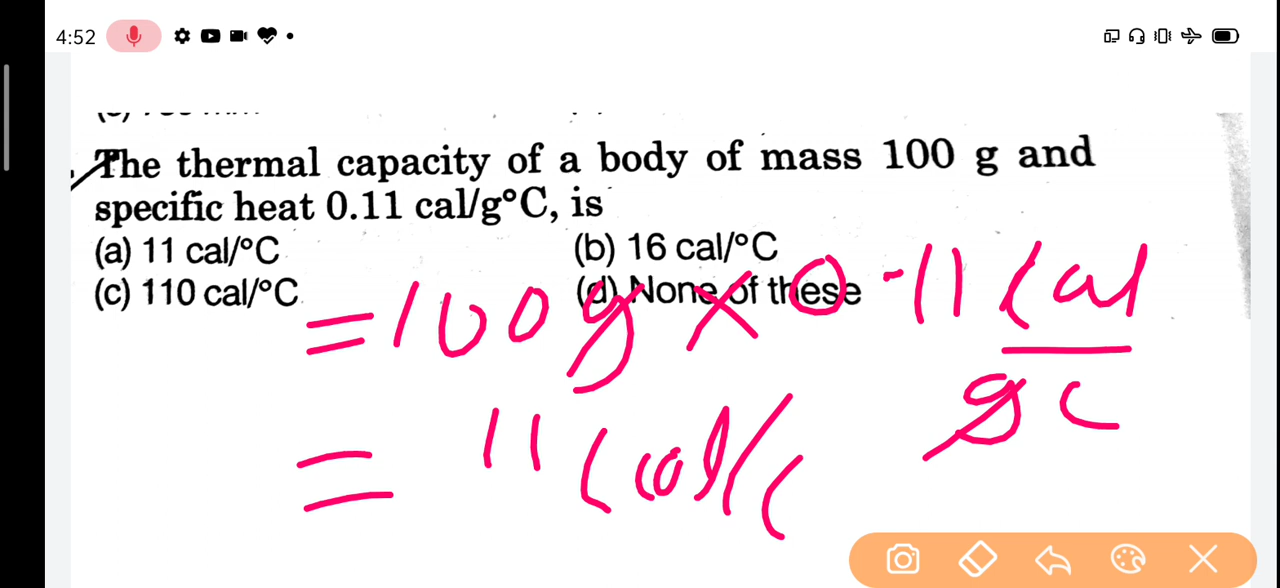 4:52
The thermal capacity of a body of mass 100 g and
specific heat 0.11 cal/g°C, is
(a) 11 cal/°C
(b) 16 cal/°C
(c) 110 cal/°C
(d) None of these
= 100g × 0.11 cal
g c
= 11 cal/c